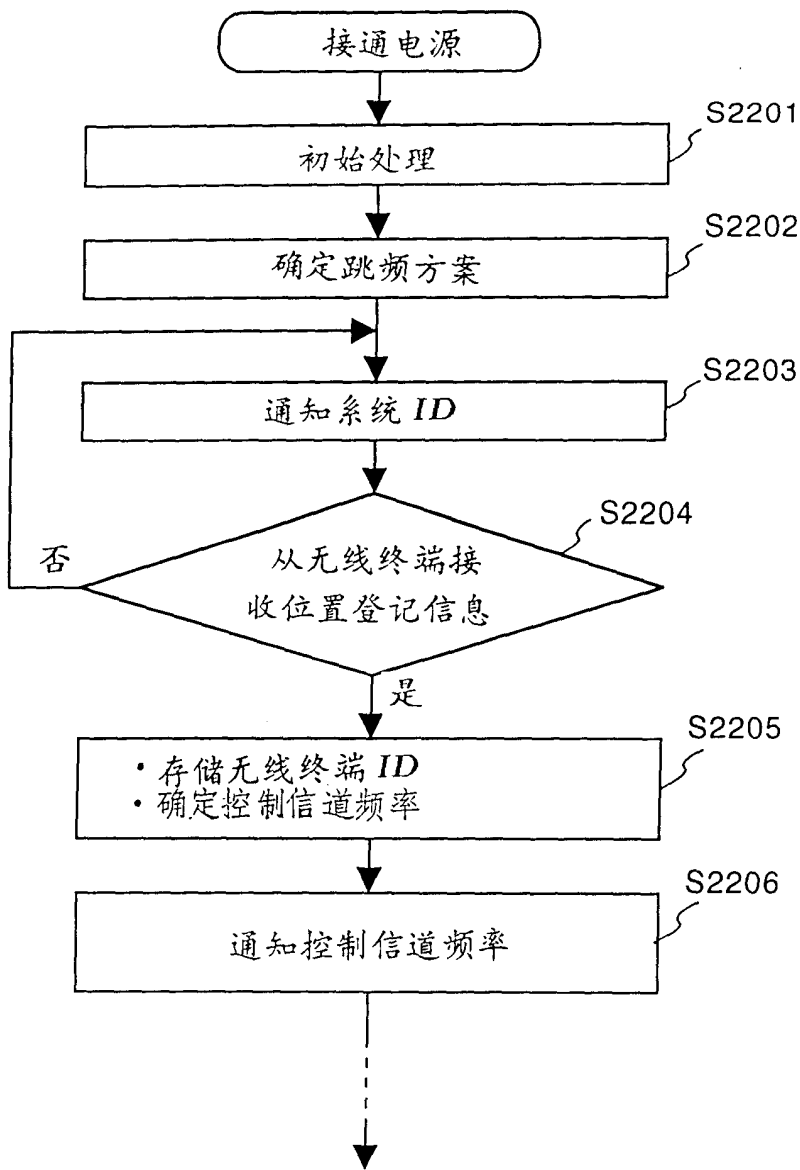 接通电源
S2201
初始处理
S2202
确定跳频方案
S2203
通知系统 ID
S2204
从无线终端接
收位置登记信息
否
是
S2205
·存储无线终端 ID
·确定控制信道频率
S2206
通知控制信道频率